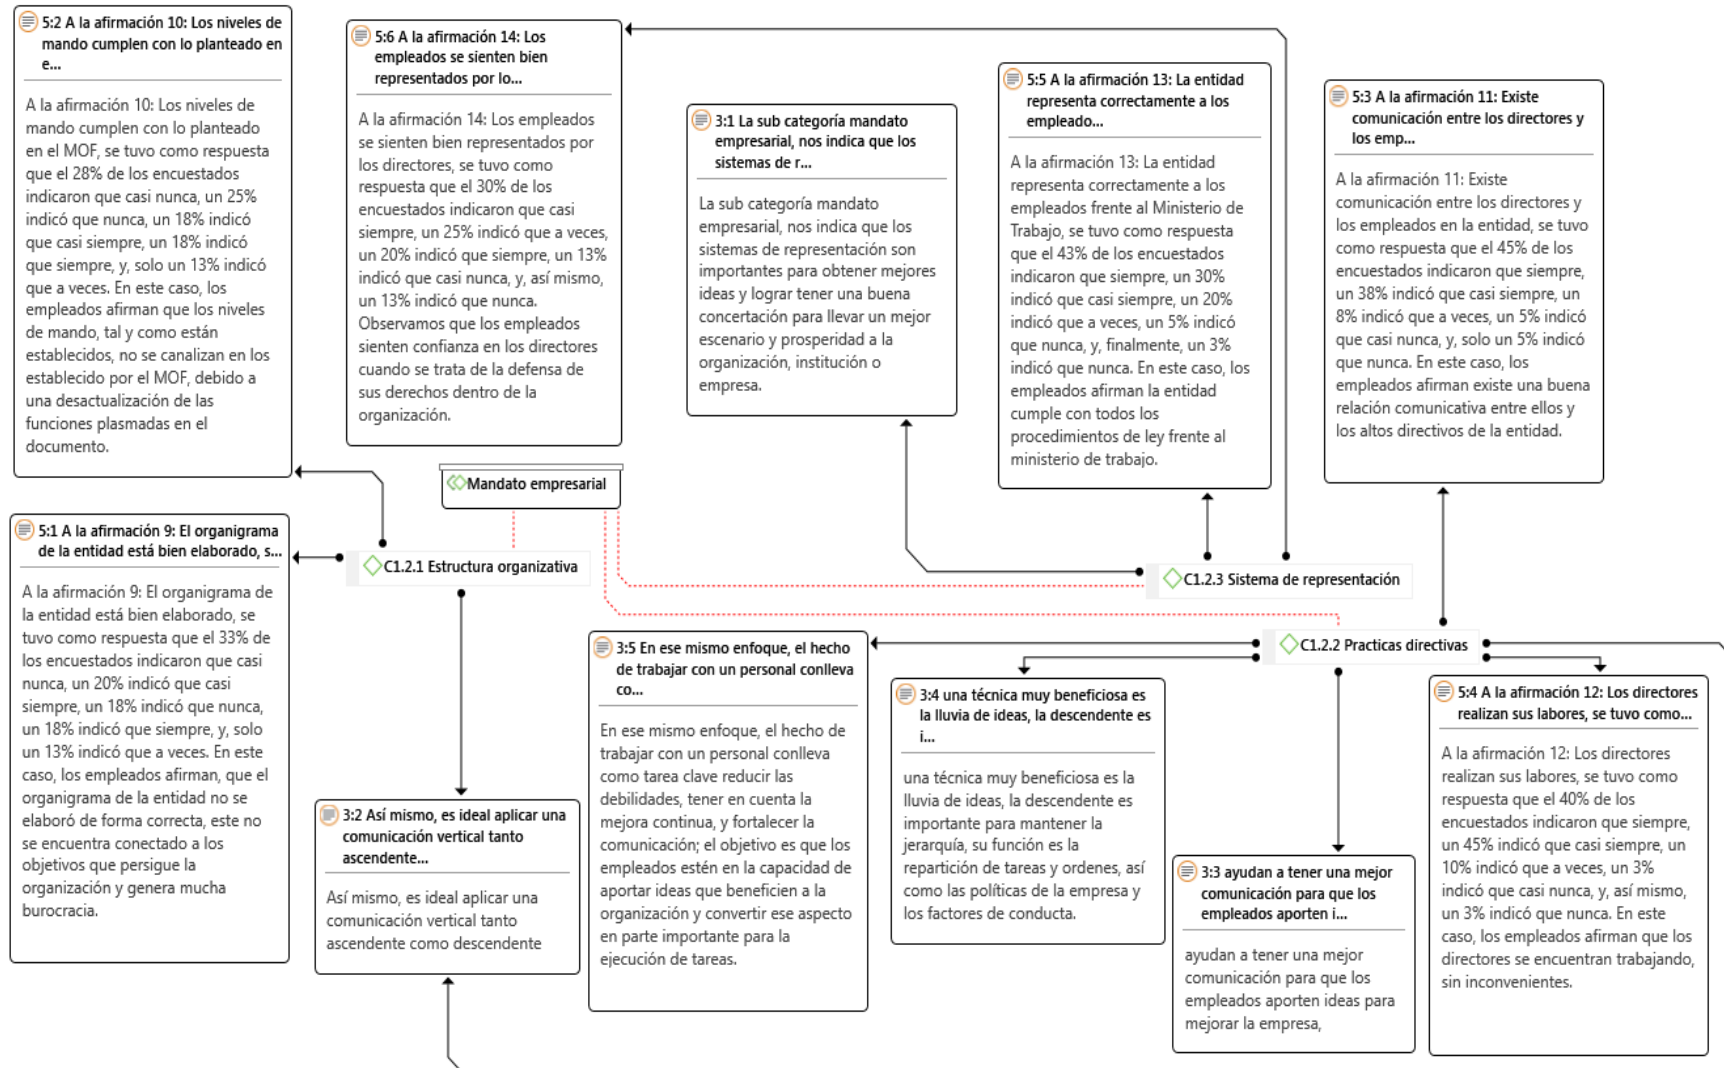 5:2 A la afirmación 10: Los niveles de
mando cumplen con lo planteado en
e...
A la afirmación 10: Los niveles de
mando cumplen con lo planteado
en el MOF, se tuvo como respuesta
que el 28% de los encuestados
indicaron que casi nunca, un 25%
indicó que nunca, un 18% indicó
que casi siempre, un 18% indicó
que siempre, y, solo un 13% indicó
que a veces. En este caso, los
empleados afirman que los niveles
de mando, tal y como están
establecidos, no se canalizan en los
establecido por el MOF, debido a
una desactualización de las
funciones plasmadas en el
documento.
5:6 A la afirmación 14: Los
empleados se sienten bien
representados por lo...
A la afirmación 14: Los empleados
se sienten bien representados por
los directores, se tuvo como
respuesta que el 30% de los
encuestados indicaron que casi
siempre, un 25% indicó que a veces,
un 20% indicó que siempre, un 13%
indicó que casi nunca, y, así mismo,
un 13% indicó que nunca.
Observamos que los empleados
sienten confianza en los directores
cuando se trata de la defensa de
sus derechos dentro de la
organización.
3:1 La sub categoría mandato
empresarial, nos indica que los
sistemas de r...
La sub categoría mandato
empresarial, nos indica que los
sistemas de representación son
importantes para obtener mejores
ideas y lograr tener una buena
concertación para llevar un mejor
escenario y prosperidad a la
organización, institución o
empresa.
5:5 A la afirmación 13: La entidad
representa correctamente a los
empleado...
A la afirmación 13: La entidad
representa correctamente a los
empleados frente al Ministerio de
Trabajo, se tuvo como respuesta
que el 43% de los encuestados
indicaron que siempre, un 30%
indicó que casi siempre, un 20%
indicó que a veces, un 5% indicó
que nunca, y, finalmente, un 3%
indicó que nunca. En este caso, los
empleados afirman la entidad
cumple con todos los
procedimientos de ley frente al
ministerio de trabajo.
5:3 A la afirmación 11: Existe
comunicación entre los directores y
los emp...
A la afirmación 11: Existe
comunicación entre los directores y
los empleados en la entidad, se tuvo
como respuesta que el 45% de los
encuestados indicaron que siempre,
un 38% indicó que casi siempre, un
8% indicó que a veces, un 5% indicó
que casi nunca, y, solo un 5% indicó
que nunca. En este caso, los
empleados afirman existe una buena
relación comunicativa entre ellos y
los altos directivos de la entidad.
Mandato empresarial
5:1 A la afirmación 9: El organigrama
de la entidad está bien elaborado, s...
A la afirmación 9: El organigrama de
la entidad está bien elaborado, se
tuvo como respuesta que el 33% de
los encuestados indicaron que casi
nunca, un 20% indicó que casi
siempre, un 18% indicó que nunca,
un 18% indicó que siempre, y, solo
un 13% indicó que a veces. En este
caso, los empleados afirman, que el
organigrama de la entidad no se
elaboró de forma correcta, este no
se encuentra conectado a los
objetivos que persigue la
organización y genera mucha
burocracia.
C1.2.1 Estructura organizativa
C1.2.3 Sistema de representación
C1.2.2 Practicas directivas
3:2 Así mismo, es ideal aplicar una
comunicación vertical tanto
ascendente...
Así mismo, es ideal aplicar una
comunicación vertical tanto
ascendente como descendente
3:5 En ese mismo enfoque, el hecho
de trabajar con un personal conlleva
co...
En ese mismo enfoque, el hecho de
trabajar con un personal conlleva
como tarea clave reducir las
debilidades, tener en cuenta la
mejora continua, y fortalecer la
comunicación; el objetivo es que los
empleados estén en la capacidad de
aportar ideas que beneficien a la
organización y convertir ese aspecto
en parte importante para la
ejecución de tareas.
3:4 una técnica muy beneficiosa es
la lluvia de ideas, la descendente es
i...
una técnica muy beneficiosa es la
lluvia de ideas, la descendente es
importante para mantener la
jerarquía, su función es la
repartición de tareas y ordenes, así
como las políticas de la empresa y
los factores de conducta.
3:3 ayudan a tener una mejor
comunicación para que los
empleados aporten i...
ayudan a tener una mejor
comunicación para que los
empleados aporten ideas para
mejorar la empresa,
5:4 A la afirmación 12: Los directores
realizan sus labores, se tuvo como...
A la afirmación 12: Los directores
realizan sus labores, se tuvo como
respuesta que el 40% de los
encuestados indicaron que siempre,
un 45% indicó que casi siempre, un
10% indicó que a veces, un 3%
indicó que casi nunca, y, así mismo,
un 3% indicó que nunca. En este
caso, los empleados afirman que los
directores se encuentran trabajando,
sin inconvenientes.